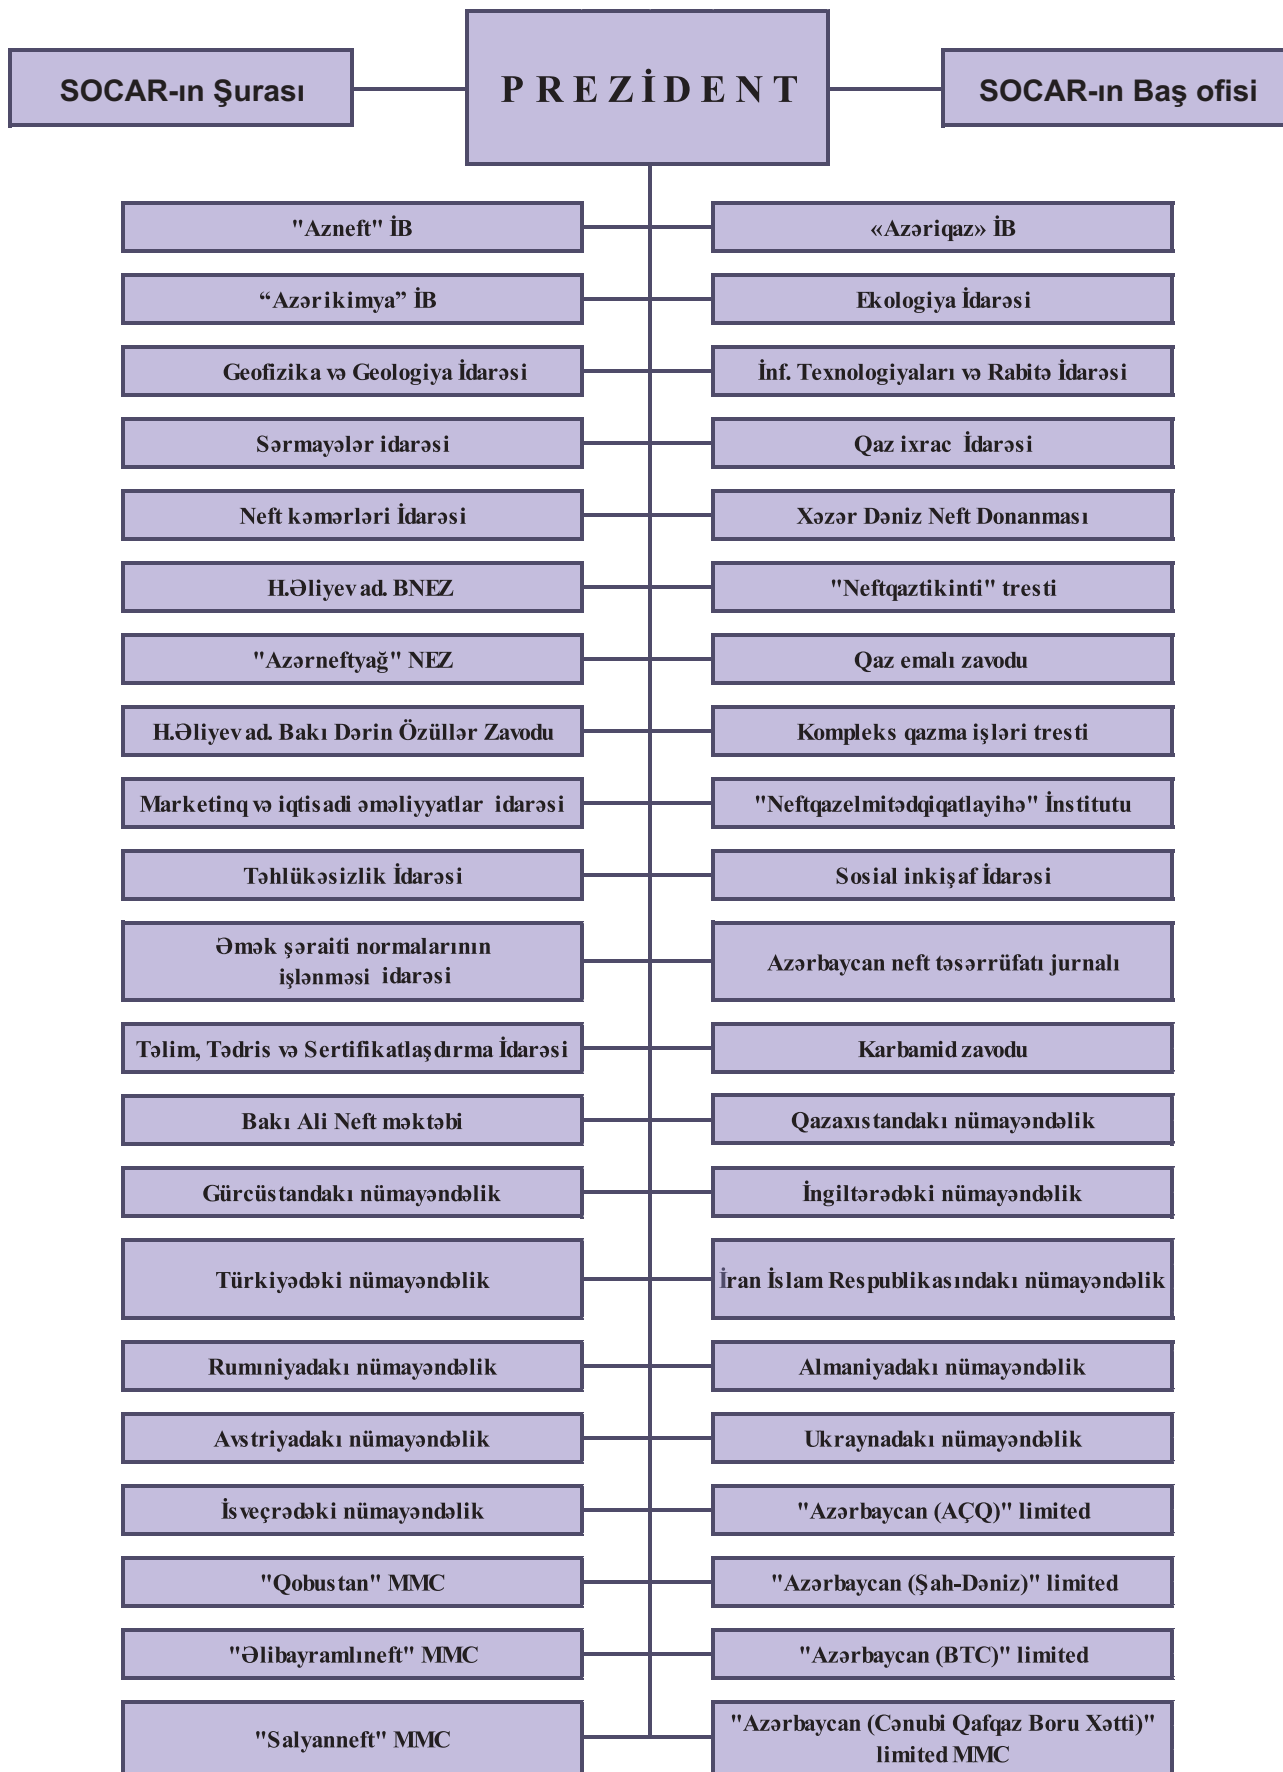 SOCAR-ın Şurası
PREZİDENT
SOCAR-ın Baş ofisi
"Azneft" İB
«Azəriqaz» İB
“Azərikimya” İB
Ekologiya İdarəsi
Geofizika və Geologiya İdarəsi
İnf. Texnologiyaları və Rabitə İdarəsi
Sərmayələr idarəsi
Qaz ixrac İdarəsi
Neft kəmərləri İdarəsi
Xəzər Dəniz Neft Donanması
H.Əliyev ad. BNEZ
"Neftqaztikinti" tresti
"Azərneftyağ" NEZ
Qaz emalı zavodu
H.Əliyev ad. Bakı Dərin Özüllər Zavodu
Kompleks qazma işləri tresti
Marketinq və iqtisadi əməliyyatlar idarəsi
"Neftqazelmitədqiqatlayihə" İnstitutu
Təhlükəsizlik İdarəsi
Sosial inkişaf İdarəsi
Əmək şəraiti normalarının
işlənməsi idarəsi
Azərbaycan neft təsərrüfatı jurnalı
Təlim, Tədris və Sertifikatlaşdırma İdarəsi
Karbamid zavodu
Bakı Ali Neft məktəbi
Qazaxıstandakı nümayəndəlik
Gürcüstandakı nümayəndəlik
İngiltərədəki nümayəndəlik
Türkiyədəki nümayəndəlik
İran İslam Respublikasındakı nümayəndəlik
Rumıniyadakı nümayəndəlik
Almaniyadakı nümayəndəlik
Avstriyadakı nümayəndəlik
Ukraynadakı nümayəndəlik
İsveçrədəki nümayəndəlik
"Azərbaycan (AÇQ)" limited
"Qobustan" MMC
"Azərbaycan (Şah-Dəniz)" limited
"Əlibayramlıneft" MMC
"Azərbaycan (BTC)" limited
"Salyanneft" MMC
"Azərbaycan (Cənubi Qafqaz Boru Xətti)"
limited MMC